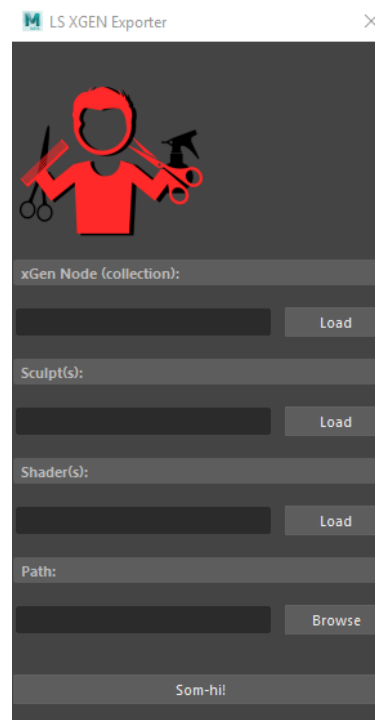 LS XGEN Exporter
xGen Node (collection):
Load
Sculpt(s):
Load
Shader(s):
Load
Path:
Browse
Som-hi!